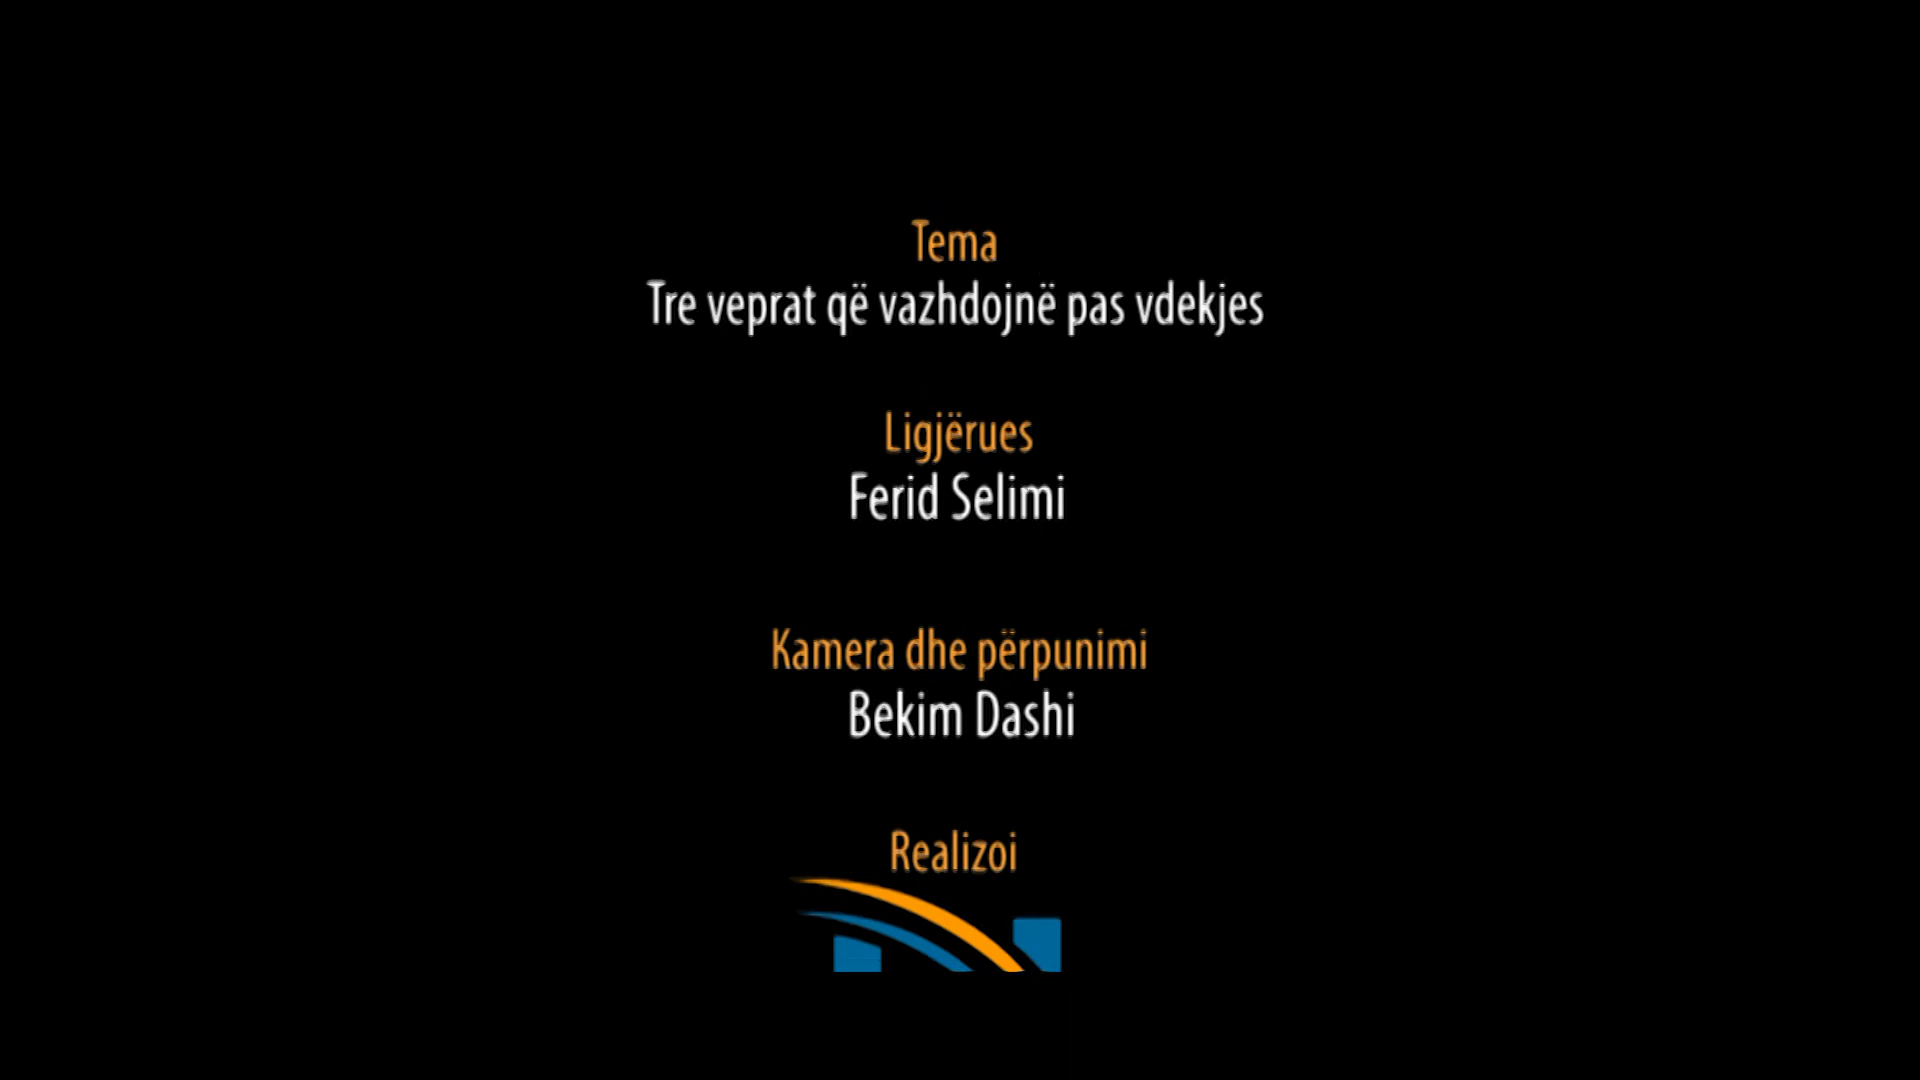 Tema
Tre veprat që vazhdojnë pas vdekjes
Ligjërues
Ferid Selimi
Kamera dhe përpunimi
Bekim Dashi
Realizoi